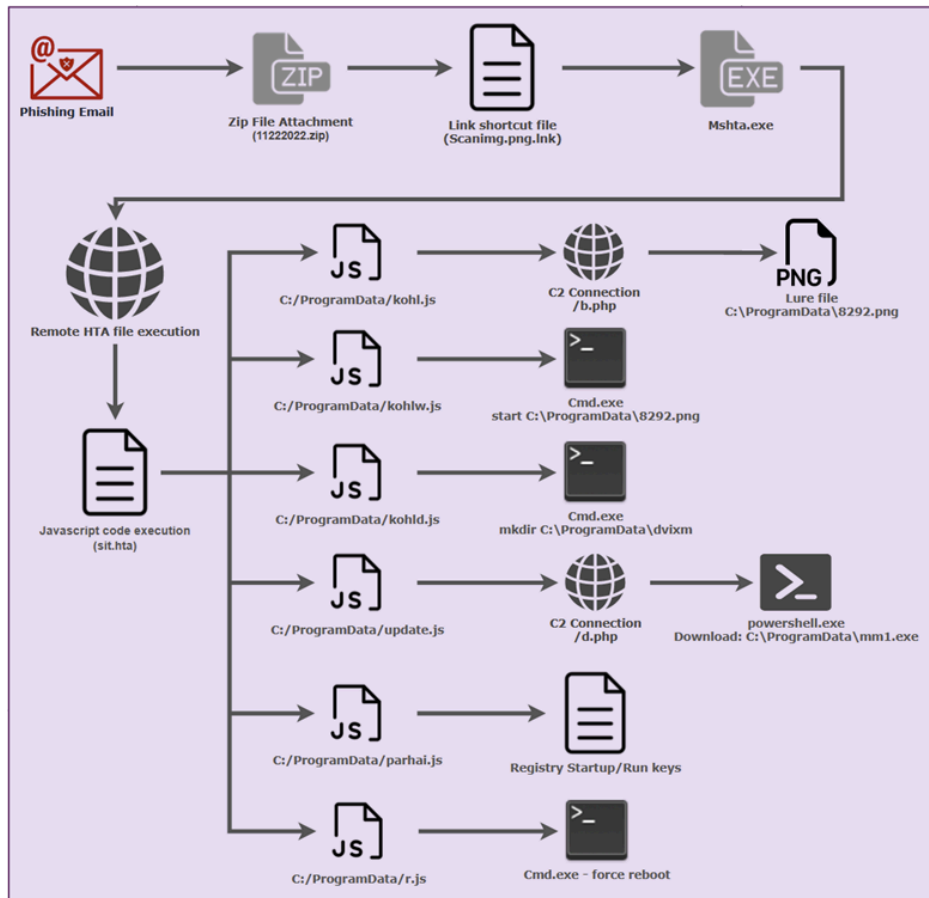 @
ZIP
EXE
Phishing Email
Zip File Attachment
(11222022.zip)
Link shortcut file
(Scanimg.png.lnk)
Mshta.exe
Remote HTA file execution
JS
C:/ProgramData/kohl.js
C2 Connection
/b.php
PNG
Lure file
C:\ProgramData\8292.png
JS
C:/ProgramData/kohlw.js
>_
Cmd.exe
start C:\ProgramData\8292.png
Javascript code execution
(sit.hta)
JS
C:/ProgramData/kohld.js
>_
Cmd.exe
mkdir C:\ProgramData\dvixm
JS
C:/ProgramData/update.js
C2 Connection
/d.php
>_
powershell.exe
Download: C:\ProgramData\mm1.exe
JS
C:/ProgramData/parhai.js
Registry Startup/Run keys
JS
C:/ProgramData/r.js
>_
Cmd.exe - force reboot